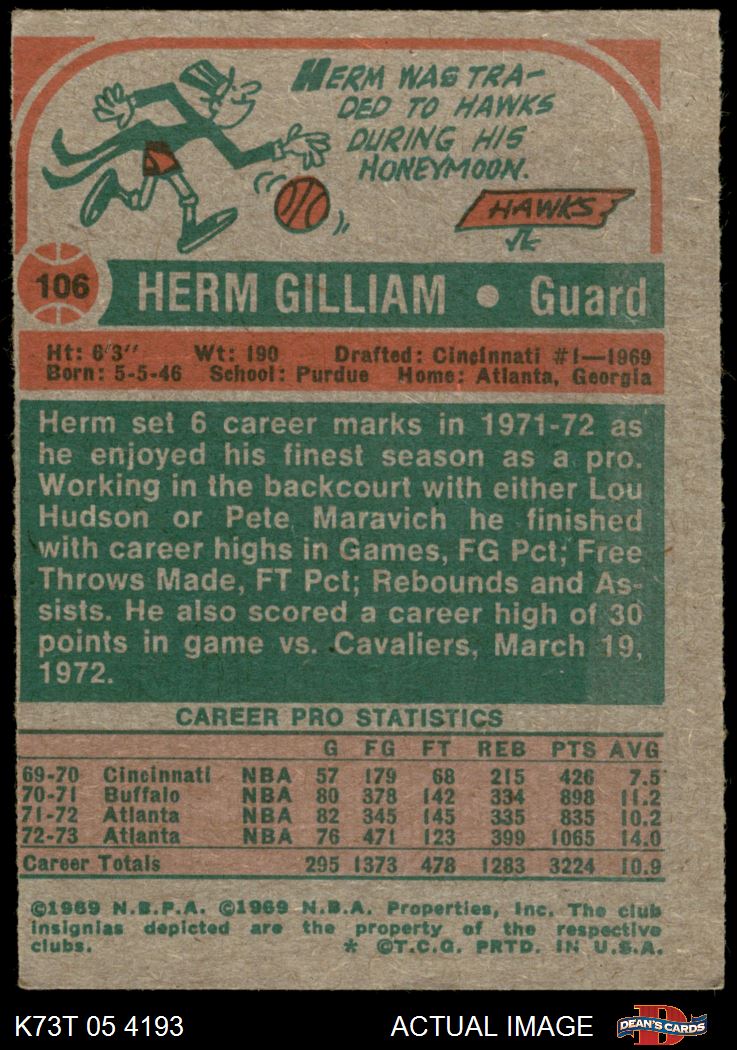 HERM WAS TRA-
DED TO HAWKS
DURING HIS
HONEYMOON.
HAWKS
106
HERM GILLIAM • Guard
Ht: 6'3" Wt: 190 Drafted: Cincinnati #1—1969
Born: 5-5-46 School: Purdue Home: Atlanta, Georgia
Herm set 6 career marks in 1971-72 as
he enjoyed his finest season as a pro.
Working in the backcourt with either Lou
Hudson or Pete Maravich he finished
with career highs in Games, FG Pct; Free
Throws Made, FT Pct; Rebounds and As-
sists. He also scored a career high of 30
points in game vs. Cavaliers, March 19,
1972.
CAREER PRO STATISTICS
G FG FT REB PTS AVG
69-70 Cincinnati NBA 57 179 68 215 426 7.5
70-71 Buffalo NBA 80 378 142 334 898 11.2
71-72 Atlanta NBA 82 345 145 335 835 10.2
72-73 Atlanta NBA 76 471 123 399 1065 14.0
Career Totals 295 1373 478 1283 3224 10.9
©1969 N.B.P.A. ©1969 N.B.A. Properties, Inc. The club
insignias depicted are the property of the respective
clubs. * ©T.C.G. PRTD. IN U.S.A.
K73T 05 4193 ACTUAL IMAGE D DEAN'S CARDS